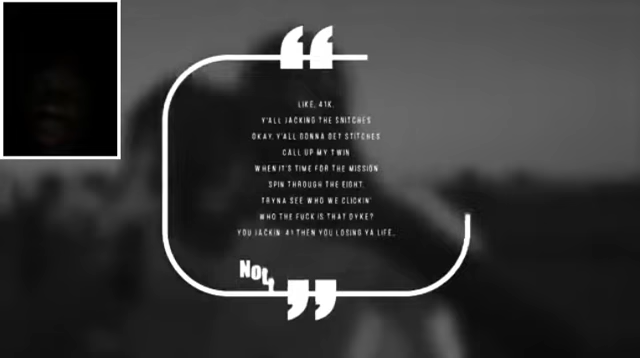 LIKE, 41K,
Y'ALL JACKING THE SNITCHES
OKAY, Y'ALL GONNA GET STITCHES
CALL UP MY TWIN
WHEN IT'S TIME FOR THE MISSION
SPIN THROUGH THE EIGHT,
TRYNA SEE WHO WE CLICKIN'
WHO THE FUCK IS THAT DYKE?
YOU JACKIN' 41 THEN YOU LOSING YA LIFE,